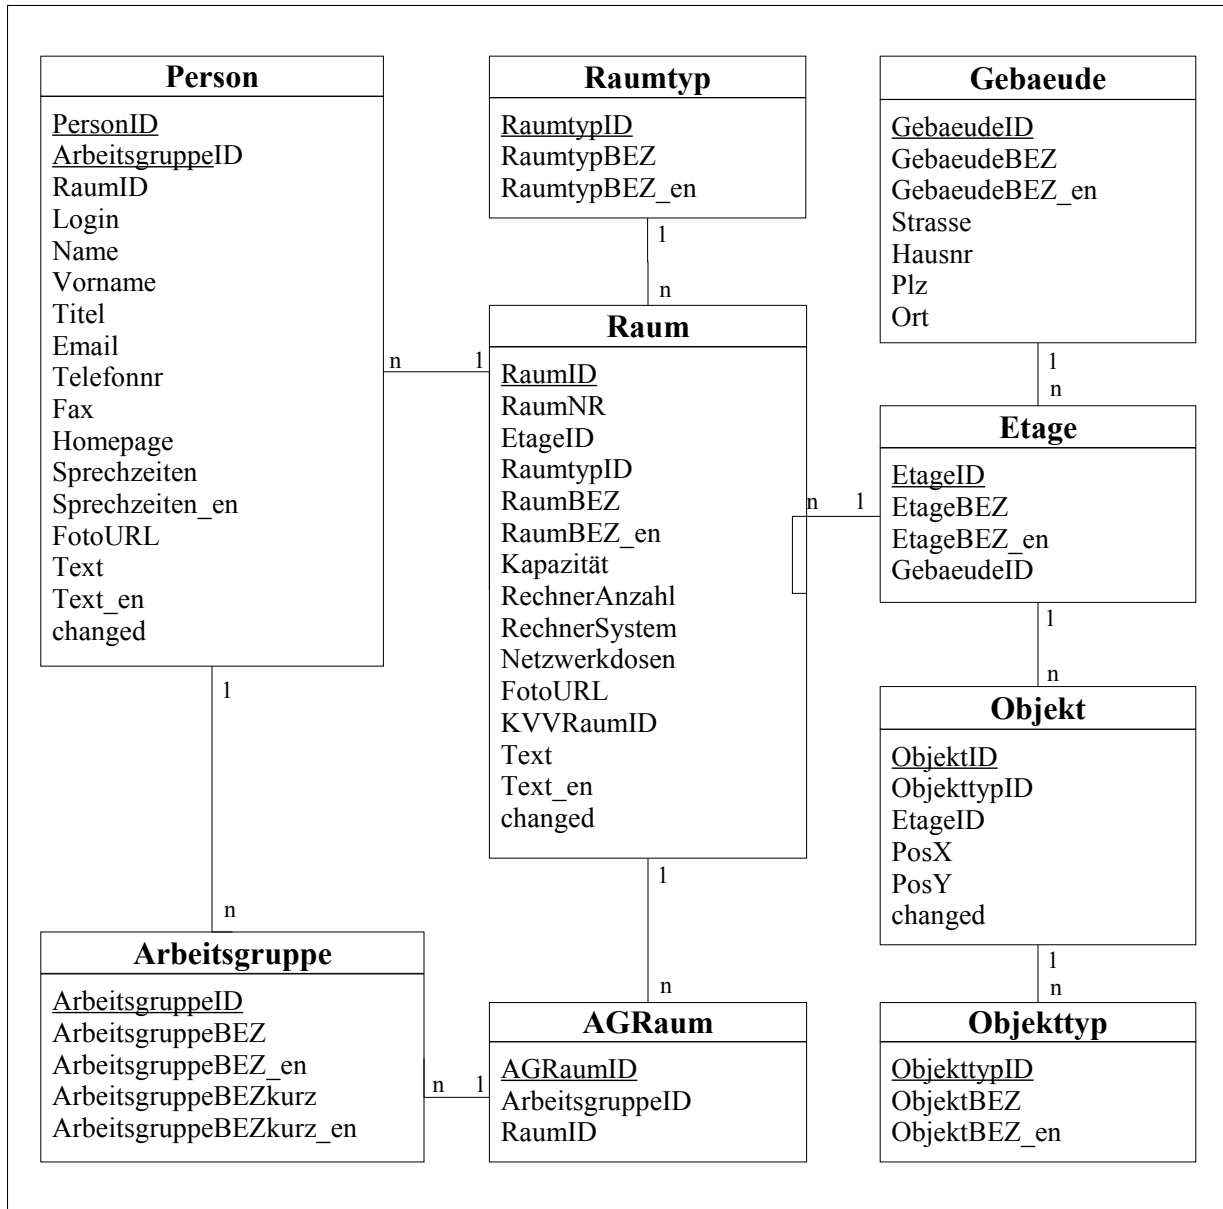 Person
PersonID
ArbeitsgruppeID
RaumID
Login
Name
Vorname
Titel
Email
Telefonnr
Fax
Homepage
Sprechzeiten
Sprechzeiten_en
FotoURL
Text
Text_en
changed
1
n
Arbeitsgruppe
ArbeitsgruppeID
ArbeitsgruppeBEZ
ArbeitsgruppeBEZ_en
ArbeitsgruppeBEZkurz
ArbeitsgruppeBEZkurz_en
Raumtyp
RaumtypID
RaumtypBEZ
RaumtypBEZ_en
1
n
n 1
Raum
RaumID
RaumNR
EtageID
RaumtypID
RaumBEZ
RaumBEZ_en
Kapazität
RechnerAnzahl
RechnerSystem
Netzwerkdosen
FotoURL
KVVRaumID
Text
Text_en
changed
1
n
n 1
AGRaum
AGRaumID
ArbeitsgruppeID
RaumID
Gebaeude
GebaeudeID
GebaeudeBEZ
GebaeudeBEZ_en
Strasse
Hausnr
Plz
Ort
1
n
n 1
Etage
EtageID
EtageBEZ
EtageBEZ_en
GebaeudeID
1
n
Objekt
ObjektID
ObjekttypID
EtageID
PosX
PosY
changed
1
n
Objekttyp
ObjekttypID
ObjektBEZ
ObjektBEZ_en